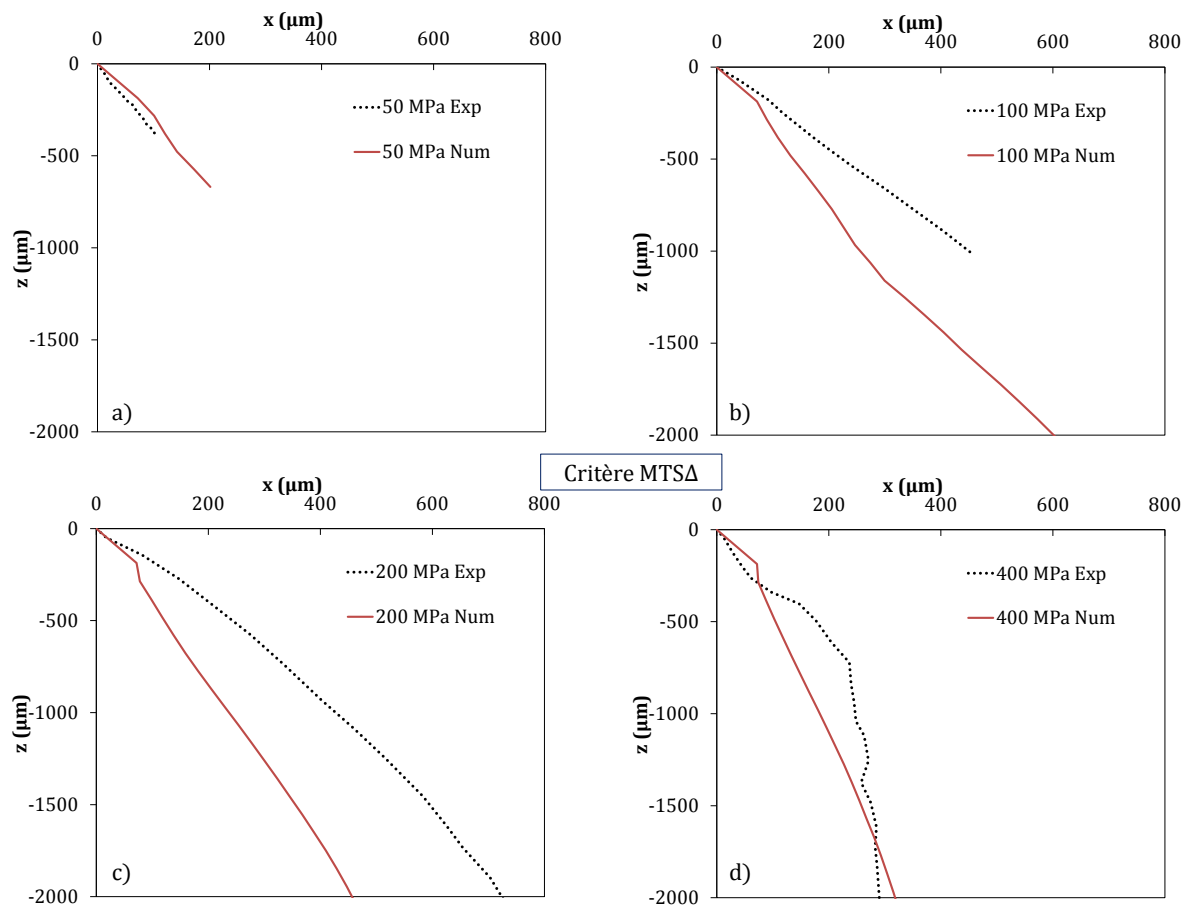 x (µm)
0 200 400 600 800
0
-500
-1000
-1500
-2000
z (µm)
50 MPa Exp
50 MPa Num
a)
x (µm)
0 200 400 600 800
0
-500
-1000
-1500
-2000
z (µm)
100 MPa Exp
100 MPa Num
b)
Critère MTSΔ
x (µm)
0 200 400 600 800
0
-500
-1000
-1500
-2000
z (µm)
200 MPa Exp
200 MPa Num
c)
x (µm)
0 200 400 600 800
0
-500
-1000
-1500
-2000
z (µm)
400 MPa Exp
400 MPa Num
d)